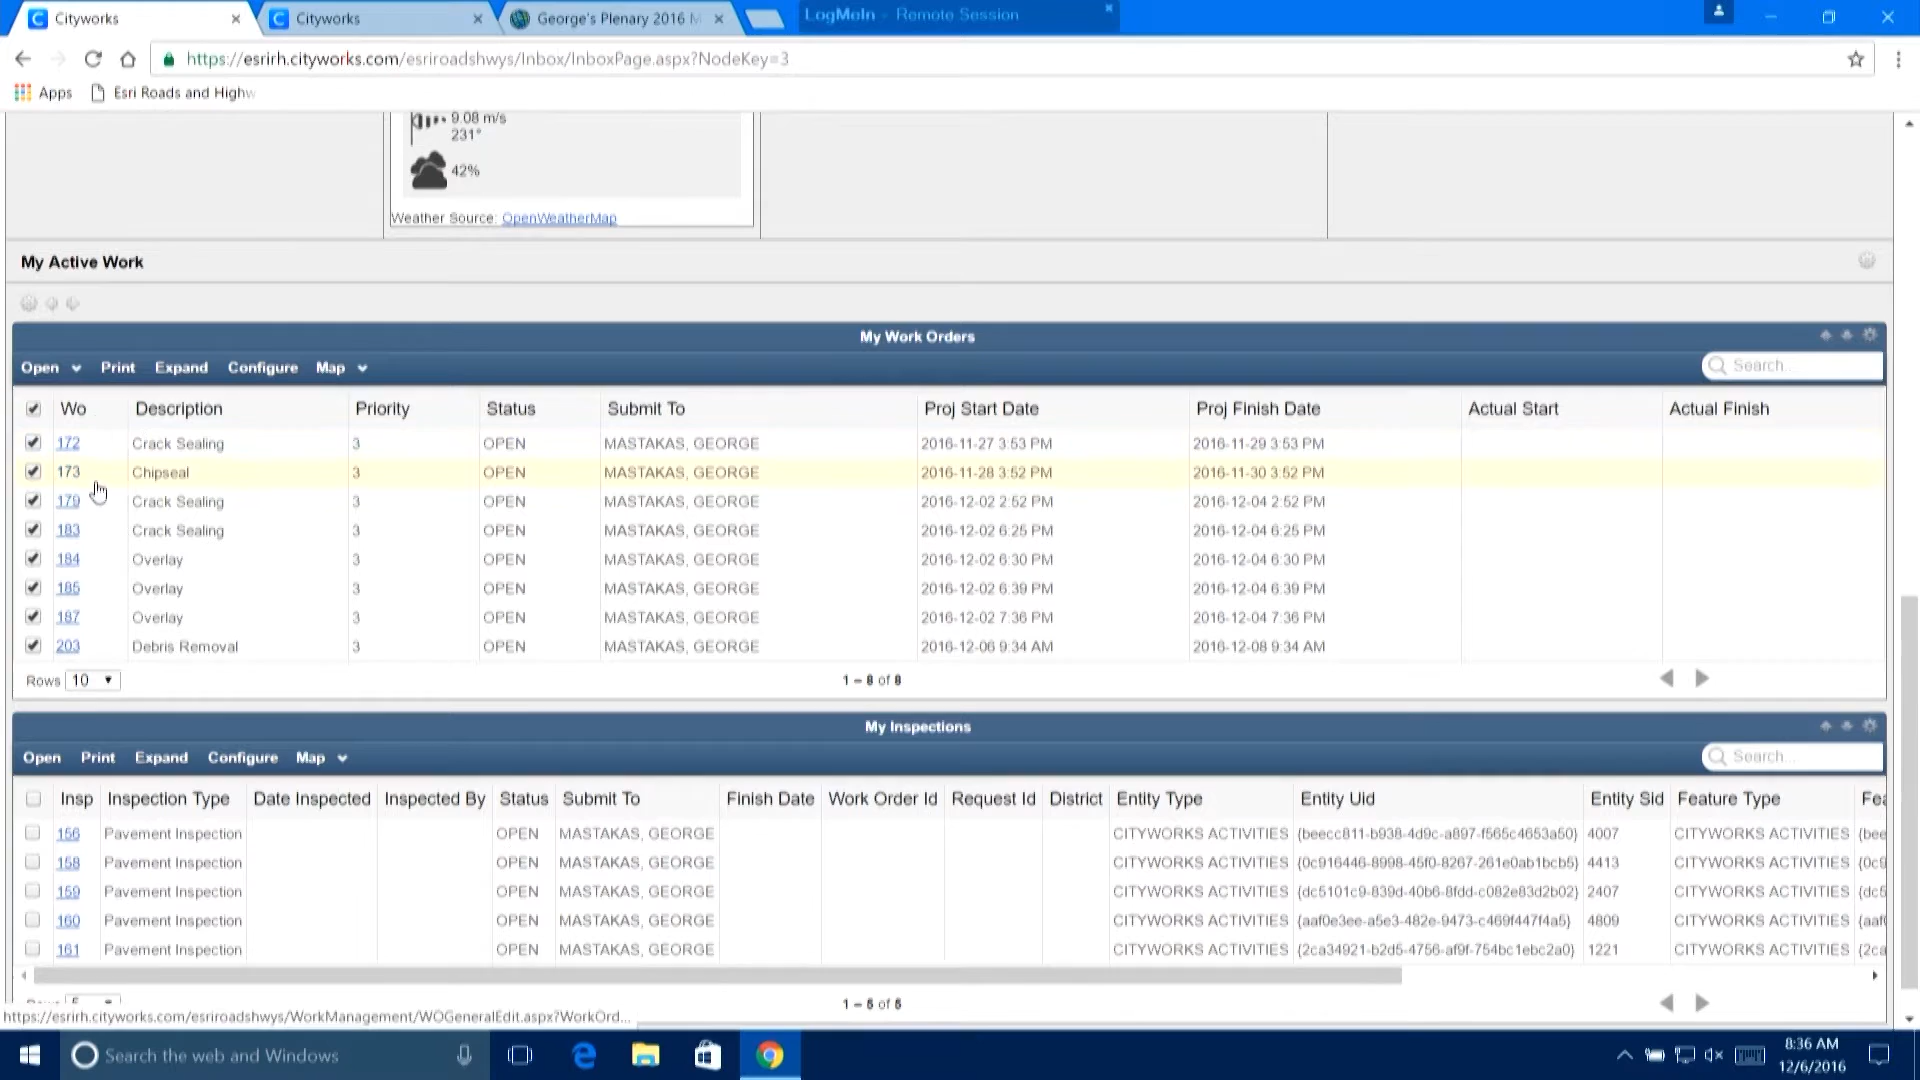 Cityworks
Cityworks
George's Plenary 2016 M
LogMeIn - Remote Session
https://esrirh.cityworks.com/esriroadshwys/Inbox/InboxPage.aspx?NodeKey=3
Apps Esri Roads and Highw
9.08 m/s
231°
42%
Weather Source: OpenWeatherMap
My Active Work
My Work Orders
Open Print Expand Configure Map Search...
Wo Description Priority Status Submit To Proj Start Date Proj Finish Date Actual Start Actual Finish
172 Crack Sealing 3 OPEN MASTAKAS, GEORGE 2016-11-27 3:53 PM 2016-11-29 3:53 PM
173 Chipseal 3 OPEN MASTAKAS, GEORGE 2016-11-28 3:52 PM 2016-11-30 3:52 PM
179 Crack Sealing 3 OPEN MASTAKAS, GEORGE 2016-12-02 2:52 PM 2016-12-04 2:52 PM
183 Crack Sealing 3 OPEN MASTAKAS, GEORGE 2016-12-02 6:25 PM 2016-12-04 6:25 PM
184 Overlay 3 OPEN MASTAKAS, GEORGE 2016-12-02 6:30 PM 2016-12-04 6:30 PM
185 Overlay 3 OPEN MASTAKAS, GEORGE 2016-12-02 6:39 PM 2016-12-04 6:39 PM
187 Overlay 3 OPEN MASTAKAS, GEORGE 2016-12-02 7:36 PM 2016-12-04 7:36 PM
203 Debris Removal 3 OPEN MASTAKAS, GEORGE 2016-12-06 9:34 AM 2016-12-08 9:34 AM
Rows 10 1 – 8 of 8
My Inspections
Open Print Expand Configure Map Search...
Insp Inspection Type Date Inspected Inspected By Status Submit To Finish Date Work Order Id Request Id District Entity Type Entity Uid Entity Sid Feature Type Fea
156 Pavement Inspection OPEN MASTAKAS, GEORGE CITYWORKS ACTIVITIES {beecc811-b938-4d9c-a897-f565c4653a50} 4007 CITYWORKS ACTIVITIES {bee
158 Pavement Inspection OPEN MASTAKAS, GEORGE CITYWORKS ACTIVITIES {0c916446-8998-45f0-8267-261e0ab1bcb5} 4413 CITYWORKS ACTIVITIES {0c9
159 Pavement Inspection OPEN MASTAKAS, GEORGE CITYWORKS ACTIVITIES {dc5101c9-839d-40b6-8fdd-c082e83d2b02} 2407 CITYWORKS ACTIVITIES {dc5
160 Pavement Inspection OPEN MASTAKAS, GEORGE CITYWORKS ACTIVITIES {aaf0e3ee-a5e3-482e-9473-c469f447f4a5} 4809 CITYWORKS ACTIVITIES {aaf0
161 Pavement Inspection OPEN MASTAKAS, GEORGE CITYWORKS ACTIVITIES {2ca34921-b2d5-4756-af9f-754bc1ebc2a0} 1221 CITYWORKS ACTIVITIES {2ca
1 – 5 of 5
https://esrirh.cityworks.com/esriroadshwys/WorkManagement/WOGeneralEdit.aspx?WorkOrd...
Search the web and Windows
8:36 AM
12/6/2016